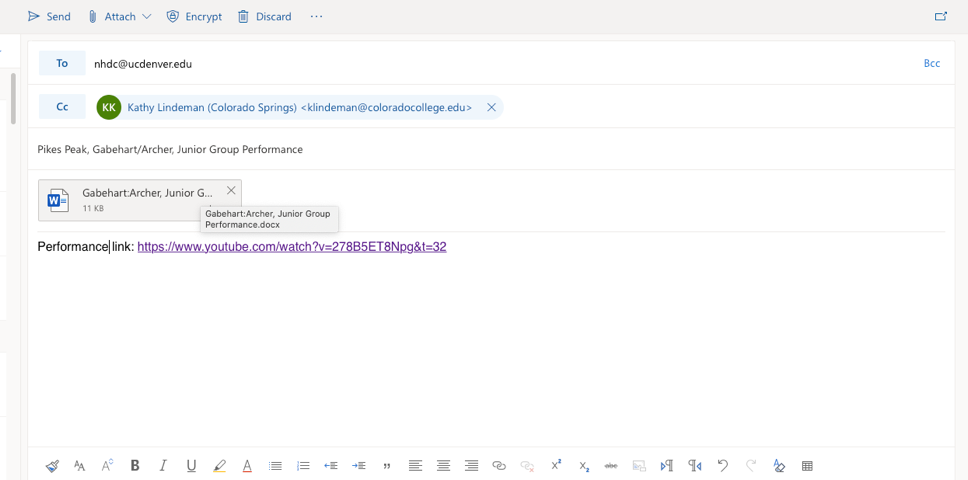 Send Attach Encrypt Discard ...
To nhdc@ucdenver.edu Bcc
Cc KK Kathy Lindeman (Colorado Springs) <klindeman@coloradocollege.edu>
Pikes Peak, Gabehart/Archer, Junior Group Performance
Gabehart:Archer, Junior G...
11 KB
Gabehart:Archer, Junior Group
Performance.docx
Performance link: https://www.youtube.com/watch?v=278B5ET8Npg&t=32